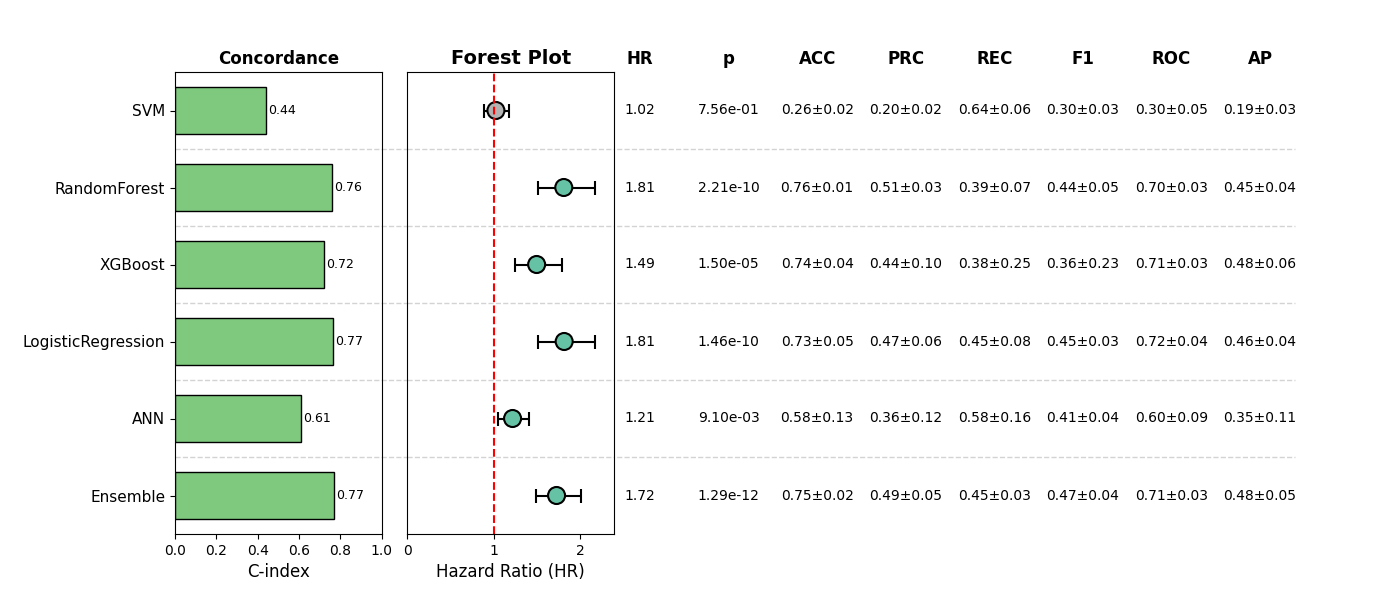 Concordance Forest Plot HR p ACC PRC REC F1 ROC AP
SVM 0.44 1.02 7.56e-01 0.26±0.02 0.20±0.02 0.64±0.06 0.30±0.03 0.30±0.05 0.19±0.03
RandomForest 0.76 1.81 2.21e-10 0.76±0.01 0.51±0.03 0.39±0.07 0.44±0.05 0.70±0.03 0.45±0.04
XGBoost 0.72 1.49 1.50e-05 0.74±0.04 0.44±0.10 0.38±0.25 0.36±0.23 0.71±0.03 0.48±0.06
LogisticRegression 0.77 1.81 1.46e-10 0.73±0.05 0.47±0.06 0.45±0.08 0.45±0.03 0.72±0.04 0.46±0.04
ANN 0.61 1.21 9.10e-03 0.58±0.13 0.36±0.12 0.58±0.16 0.41±0.04 0.60±0.09 0.35±0.11
Ensemble 0.77 1.72 1.29e-12 0.75±0.02 0.49±0.05 0.45±0.03 0.47±0.04 0.71±0.03 0.48±0.05
0.0 0.2 0.4 0.6 0.8 1.0 0 1 2
C-index Hazard Ratio (HR)